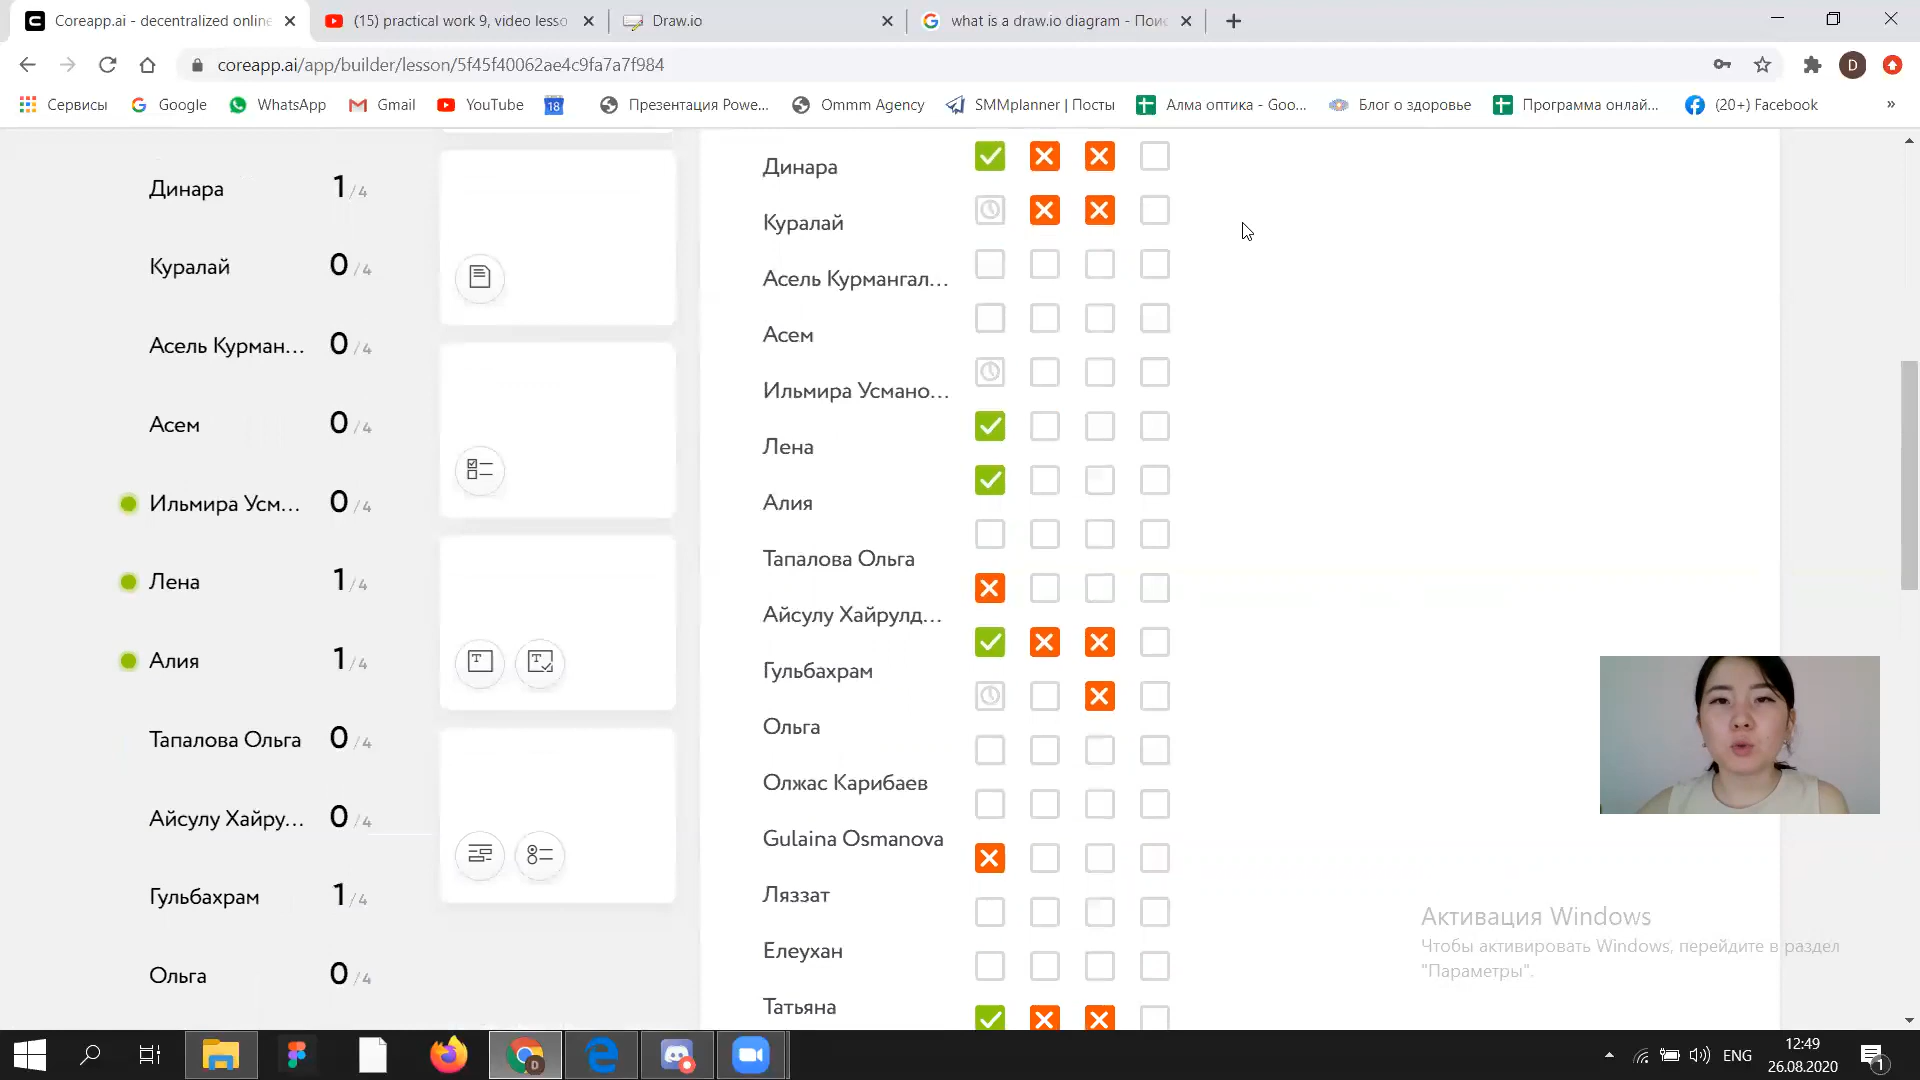 Coreapp.ai - decentralized online
(15) practical work 9, video lesso
Draw.io
what is a draw.io diagram - Пои
coreapp.ai/app/builder/lesson/5f45f40062ae4c9fa7a7f984
D
Сервисы
Google
WhatsApp
Gmail
YouTube
18
Презентация Powe...
Ommm Agency
SMMplanner | Посты
Алма оптика - Goo...
Блог о здоровье
Программа онлай...
(20+) Facebook
»
Динара 1 /4
Куралай 0 /4
Асель Курман... 0 /4
Асем 0 /4
Ильмира Усм... 0 /4
Лена 1 /4
Алия 1 /4
Тапалова Ольга 0 /4
Айсулу Хайру... 0 /4
Гульбахрам 1 /4
Ольга 0 /4
Динара
Куралай
Асель Курмангал...
Асем
Ильмира Усмано...
Лена
Алия
Тапалова Ольга
Айсулу Хайрулд...
Гульбахрам
Ольга
Олжас Карибаев
Gulaina Osmanova
Ляззат
Елеухан
Татьяна
Активация Windows
Чтобы активировать Windows, перейдите в раздел
"Параметры".
ENG
12:49
26.08.2020
1